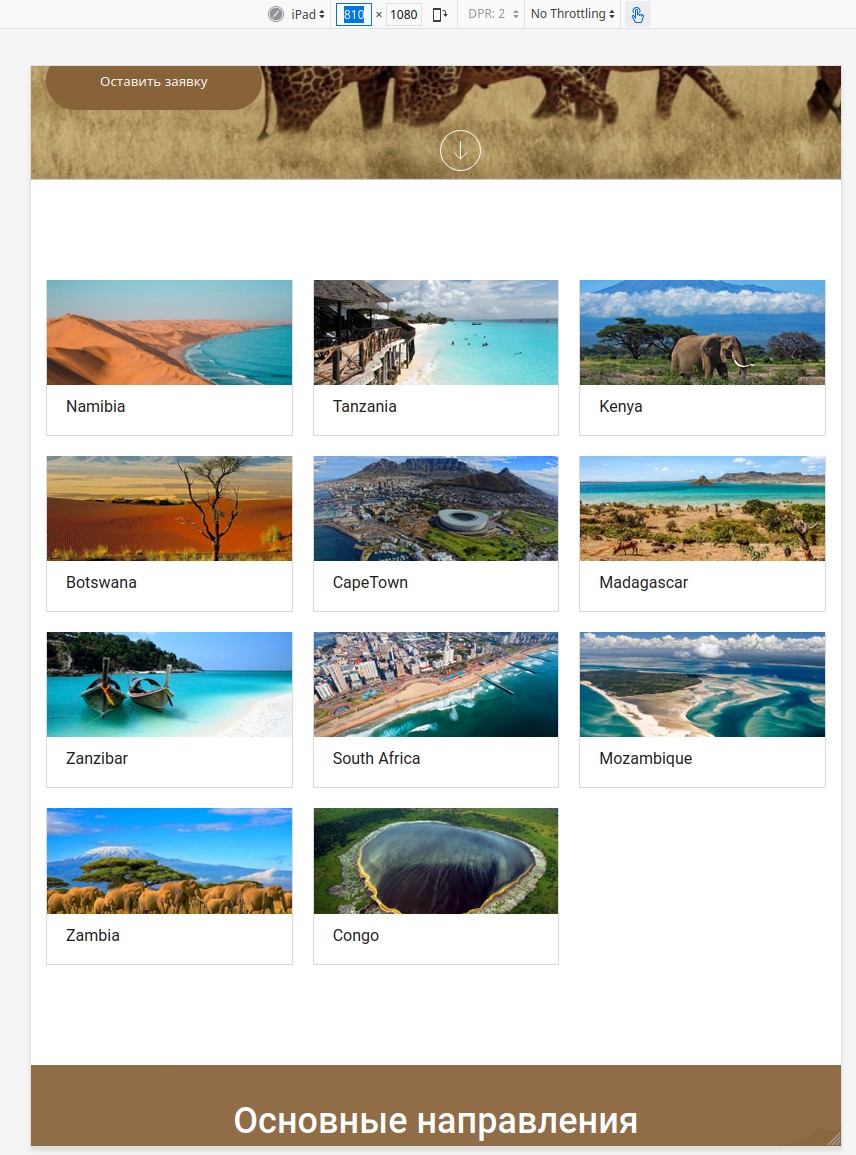 iPad 810 × 1080 DPR: 2 No Throttling
Оставить заявку
Namibia Tanzania Kenya
Botswana CapeTown Madagascar
Zanzibar South Africa Mozambique
Zambia Congo
Основные направления